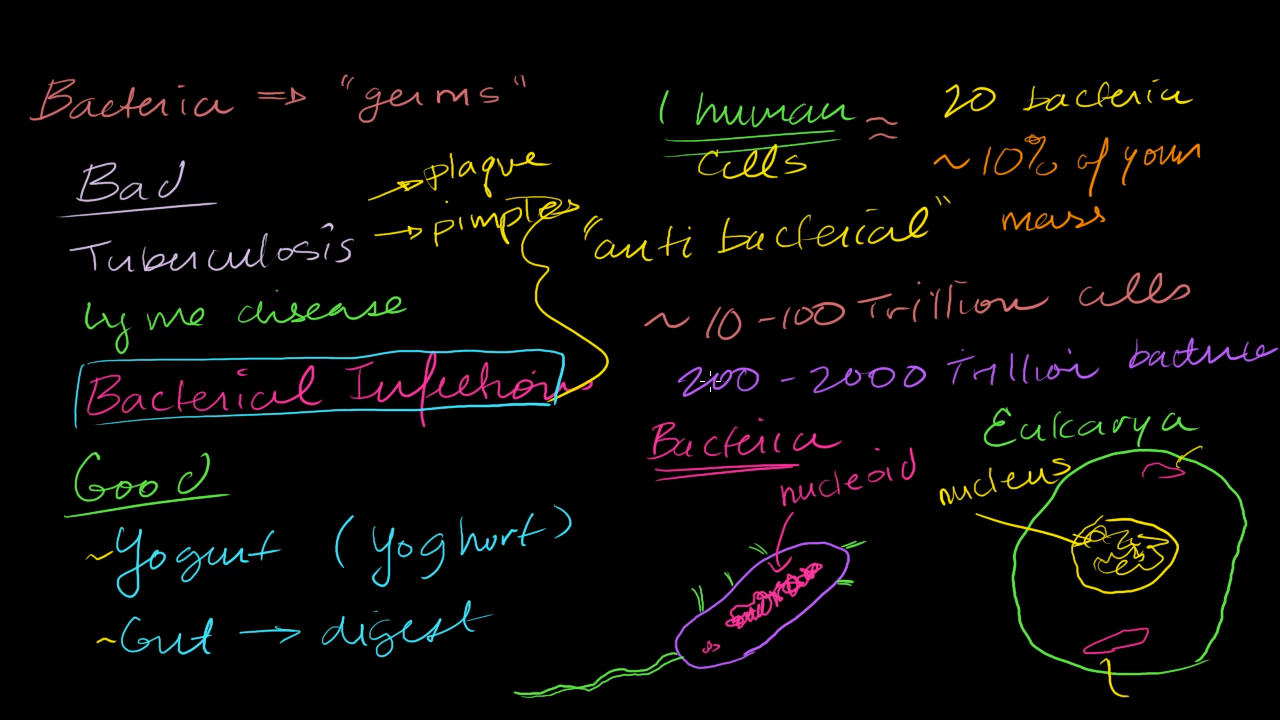 Bacteria ⇒ "germs"
Bad
→ plaque
→ pimples
Tuberculosis
Lyme disease
Bacterial Infections
Good
~Yogurt (Yoghurt)
~Gut → digest
1 human ≈ 20 bacteria
cells
~10% of your
mass
"anti bacterial"
~ 10-100 Trillion cells
200 - 2000 Trillion bacteria
Bacteria
nucleoid
Eukarya
nucleus